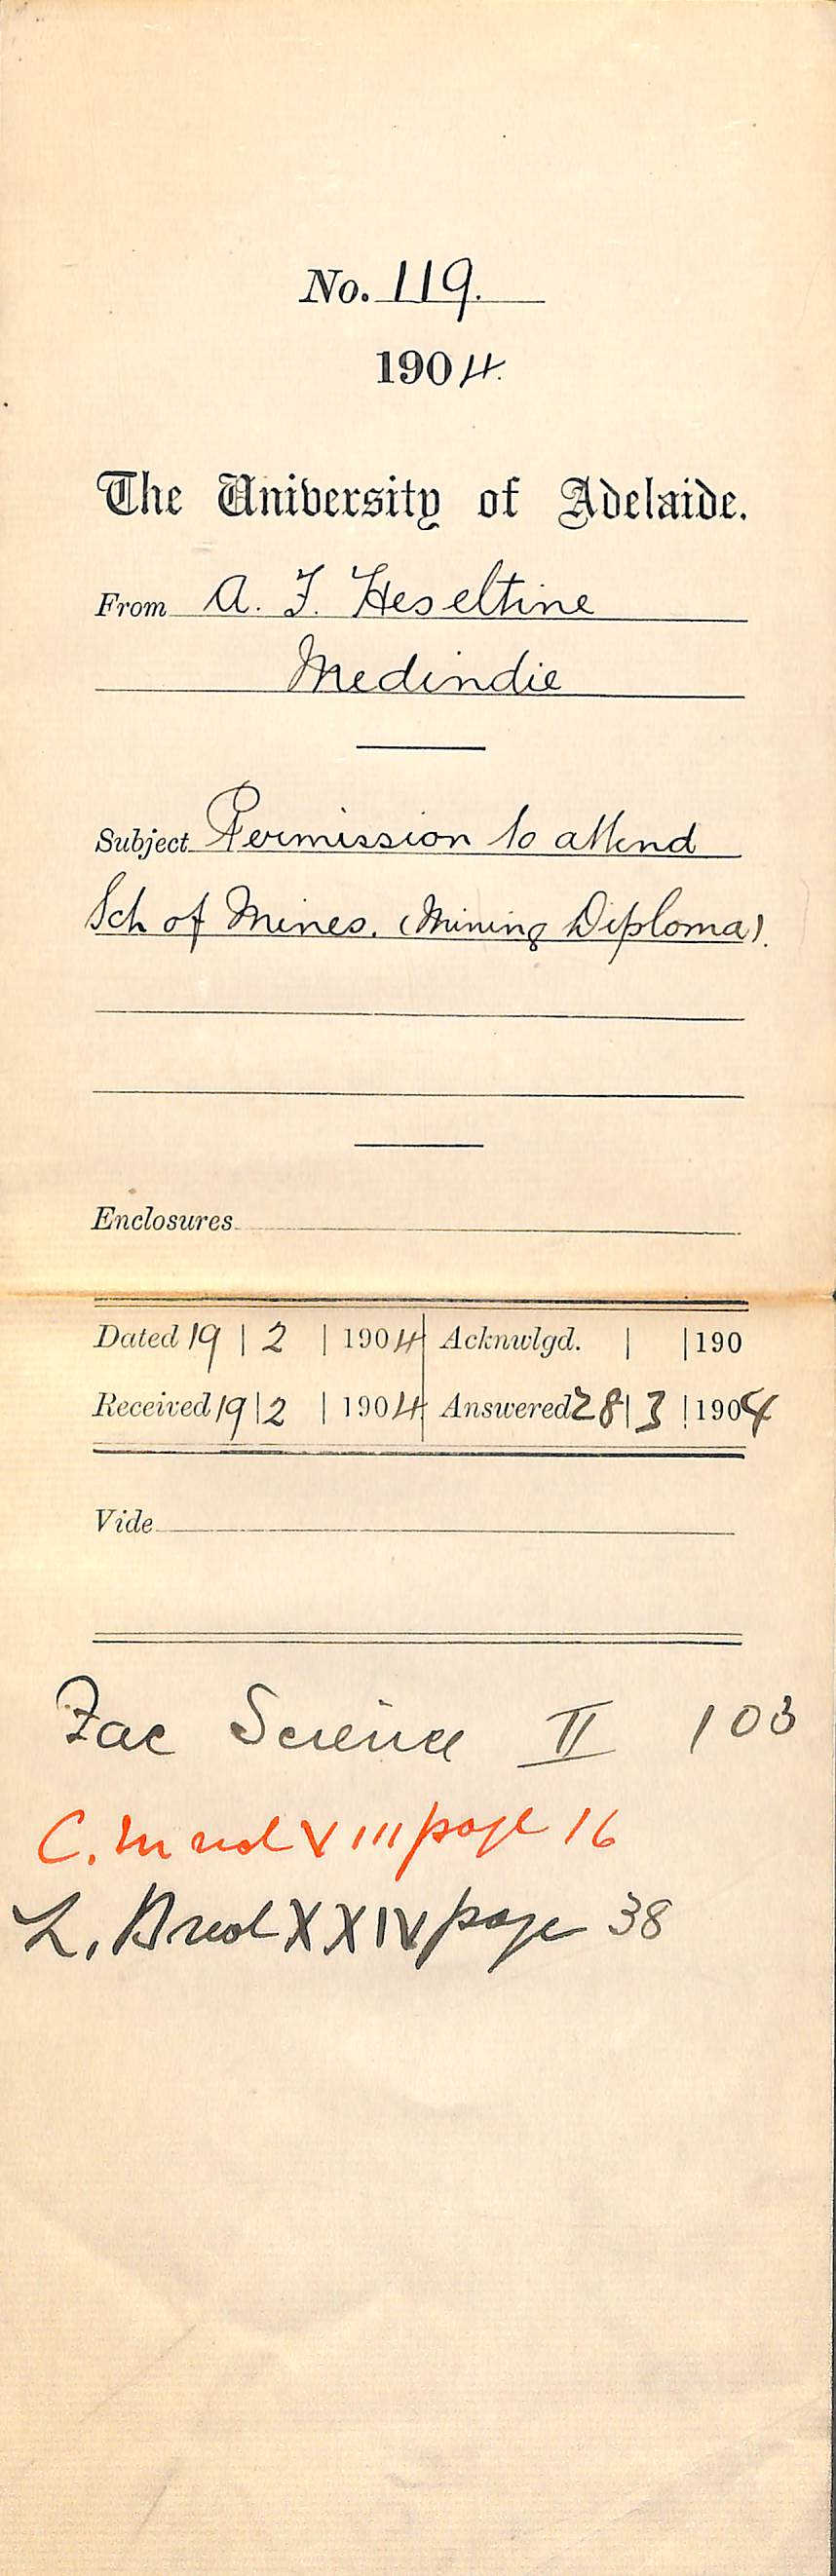 No. 119.
1904.
The University of Adelaide.
From A. F. Heseltine
Medindie
Subject Permission to attend
Sch of Mines. (Mining Diploma).
Enclosures
Dated 19 | 2 | 1904 Acknwlgd. | | 190
Received 19 | 2 | 1904 Answered 28 | 3 | 1904
Vide
Fac Science II 103
C. M vol VIII page 16
L. B vol XXIV page 38